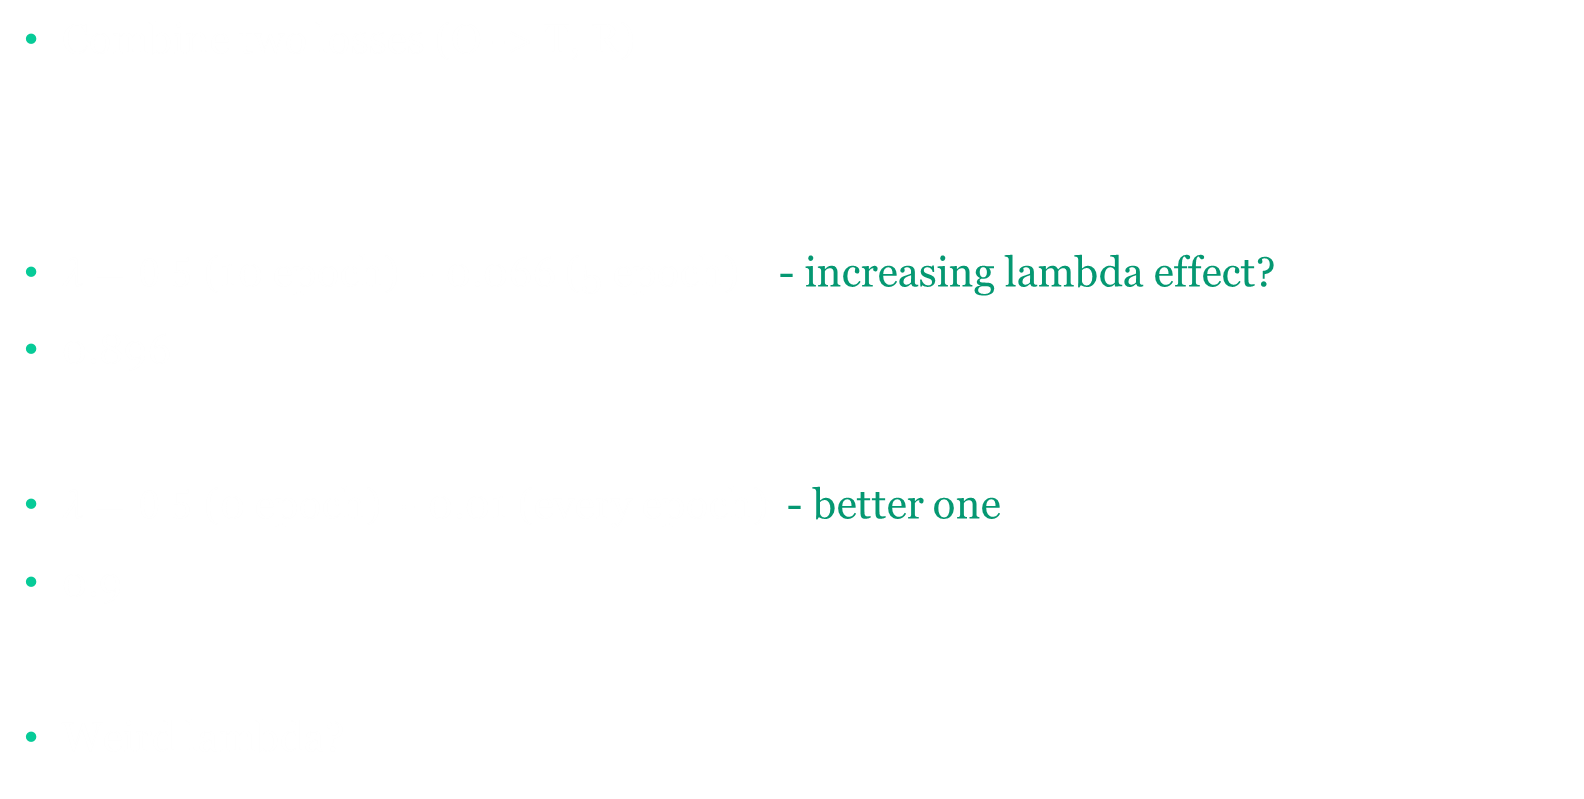 - increasing lambda effect?
- better one